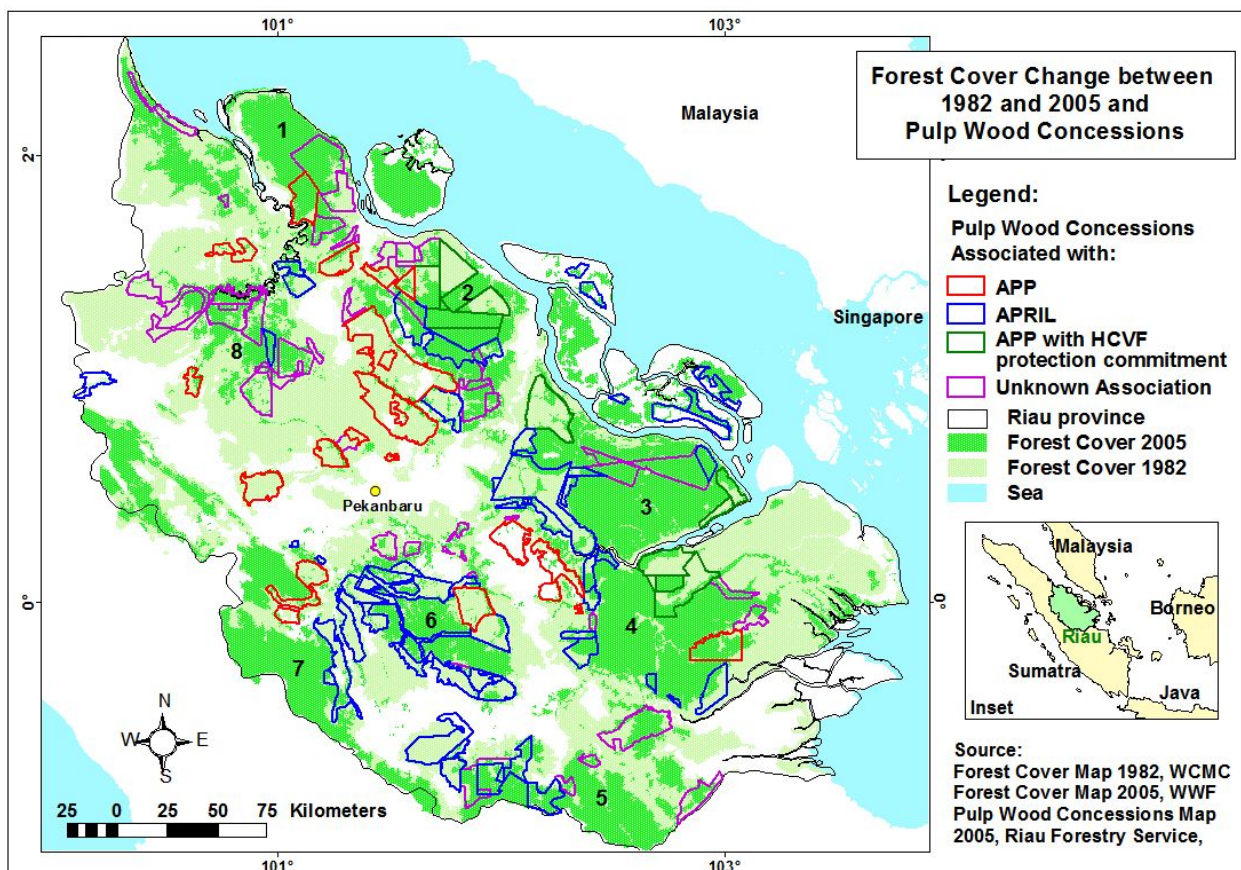 101°
103°
Forest Cover Change between
1982 and 2005 and
Pulp Wood Concessions
Malaysia
2°
1
2
Singapore
8
Pekanbaru
3
0°
0°
6
4
7
5
N
W
E
S
25 0 25 50 75 Kilometers
101°
103°
Legend:
Pulp Wood Concessions
Associated with:
APP
APRIL
APP with HCVF
protection commitment
Unknown Association
Riau province
Forest Cover 2005
Forest Cover 1982
Sea
Malaysia
Borneo
Riau
Sumatra
Java
Inset
Source:
Forest Cover Map 1982, WCMC
Forest Cover Map 2005, WWF
Pulp Wood Concessions Map
2005, Riau Forestry Service,